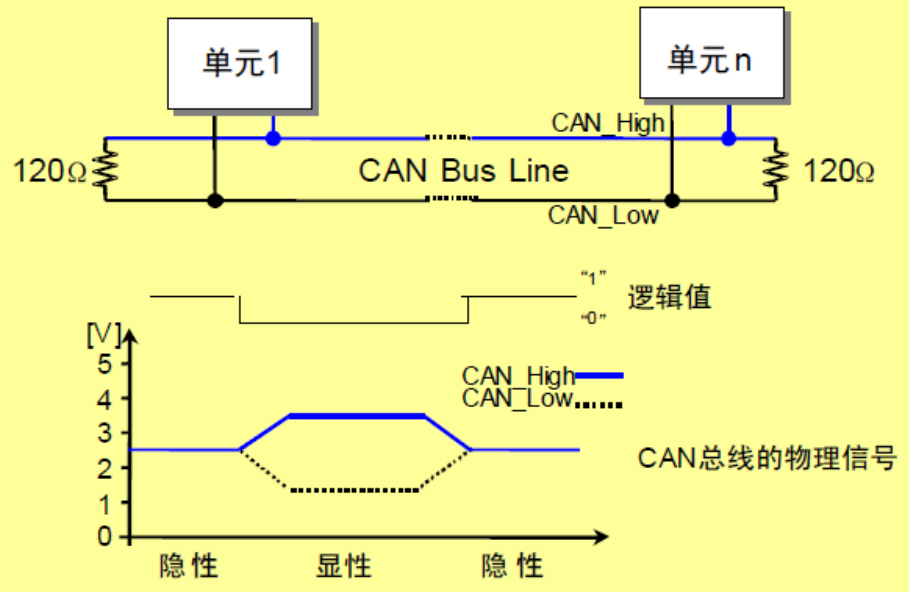 单元1
单元n
CAN_High
120Ω
CAN Bus Line
120Ω
CAN_Low
“1”
逻辑值
“0”
[V]
5
4
3
2
1
0
CAN_High
CAN_Low
CAN总线的物理信号
隐性
显性
隐性